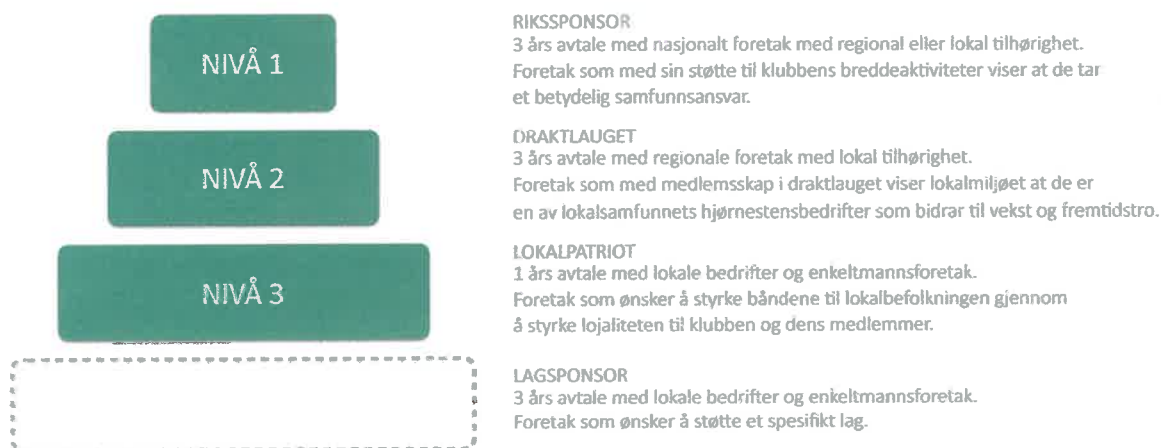 NIVÅ 1
RIKSSPONSOR
3 års avtale med nasjonalt foretak med regional eller lokal tilhørighet.
Foretak som med sin støtte til klubbens breddeaktiviteter viser at de tar
et betydelig samfunnsansvar.
NIVÅ 2
DRAKTLAUGET
3 års avtale med regionale foretak med lokal tilhørighet.
Foretak som med medlemsskap i draktlauget viser lokalmiljøet at de er
en av lokalsamfunnets hjørnestensbedrifter som bidrar til vekst og fremtidstro.
NIVÅ 3
LOKALPATRIOT
1 års avtale med lokale bedrifter og enkeltmannsforetak.
Foretak som ønsker å styrke båndene til lokalbefolkningen gjennom
å styrke lojaliteten til klubben og dens medlemmer.
LAGSPONSOR
3 års avtale med lokale bedrifter og enkeltmannsforetak.
Foretak som ønsker å støtte et spesifikt lag.